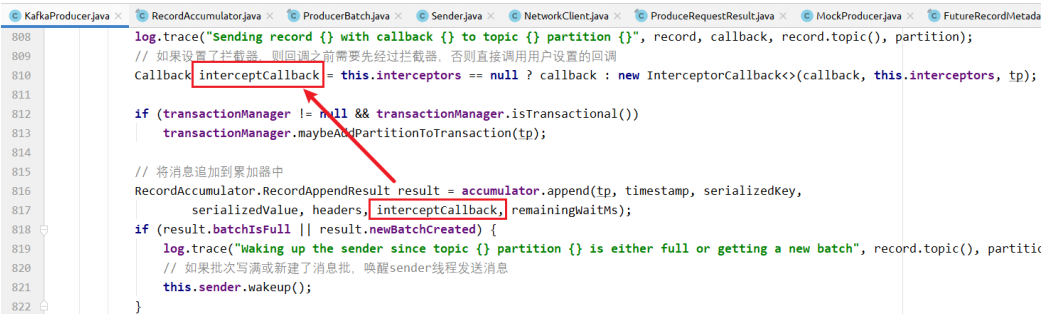 KafkaProducer.java × RecordAccumulator.java × ProducerBatch.java × Sender.java × NetworkClient.java × ProduceRequestResult.java × MockProducer.java × FutureRecordMetada
808 log.trace("Sending record {} with callback {} to topic {} partition {}", record, callback, record.topic(), partition);
809 // 如果设置了拦截器，则回调之前需要先经过拦截器，否则直接调用用户设置的回调
810 Callback interceptCallback = this.interceptors == null ? callback : new InterceptorCallback<>(callback, this.interceptors, tp);
811
812 if (transactionManager != null && transactionManager.isTransactional())
813 transactionManager.maybeAddPartitionToTransaction(tp);
814
815 // 将消息追加到累加器中
816 RecordAccumulator.RecordAppendResult result = accumulator.append(tp, timestamp, serializedKey,
817 serializedValue, headers, interceptCallback, remainingWaitMs);
818 if (result.batchIsFull || result.newBatchCreated) {
819 log.trace("Waking up the sender since topic {} partition {} is either full or getting a new batch", record.topic(), partitio
820 // 如果批次写满或新建了消息批，唤醒sender线程发送消息
821 this.sender.wakeup();
822 }